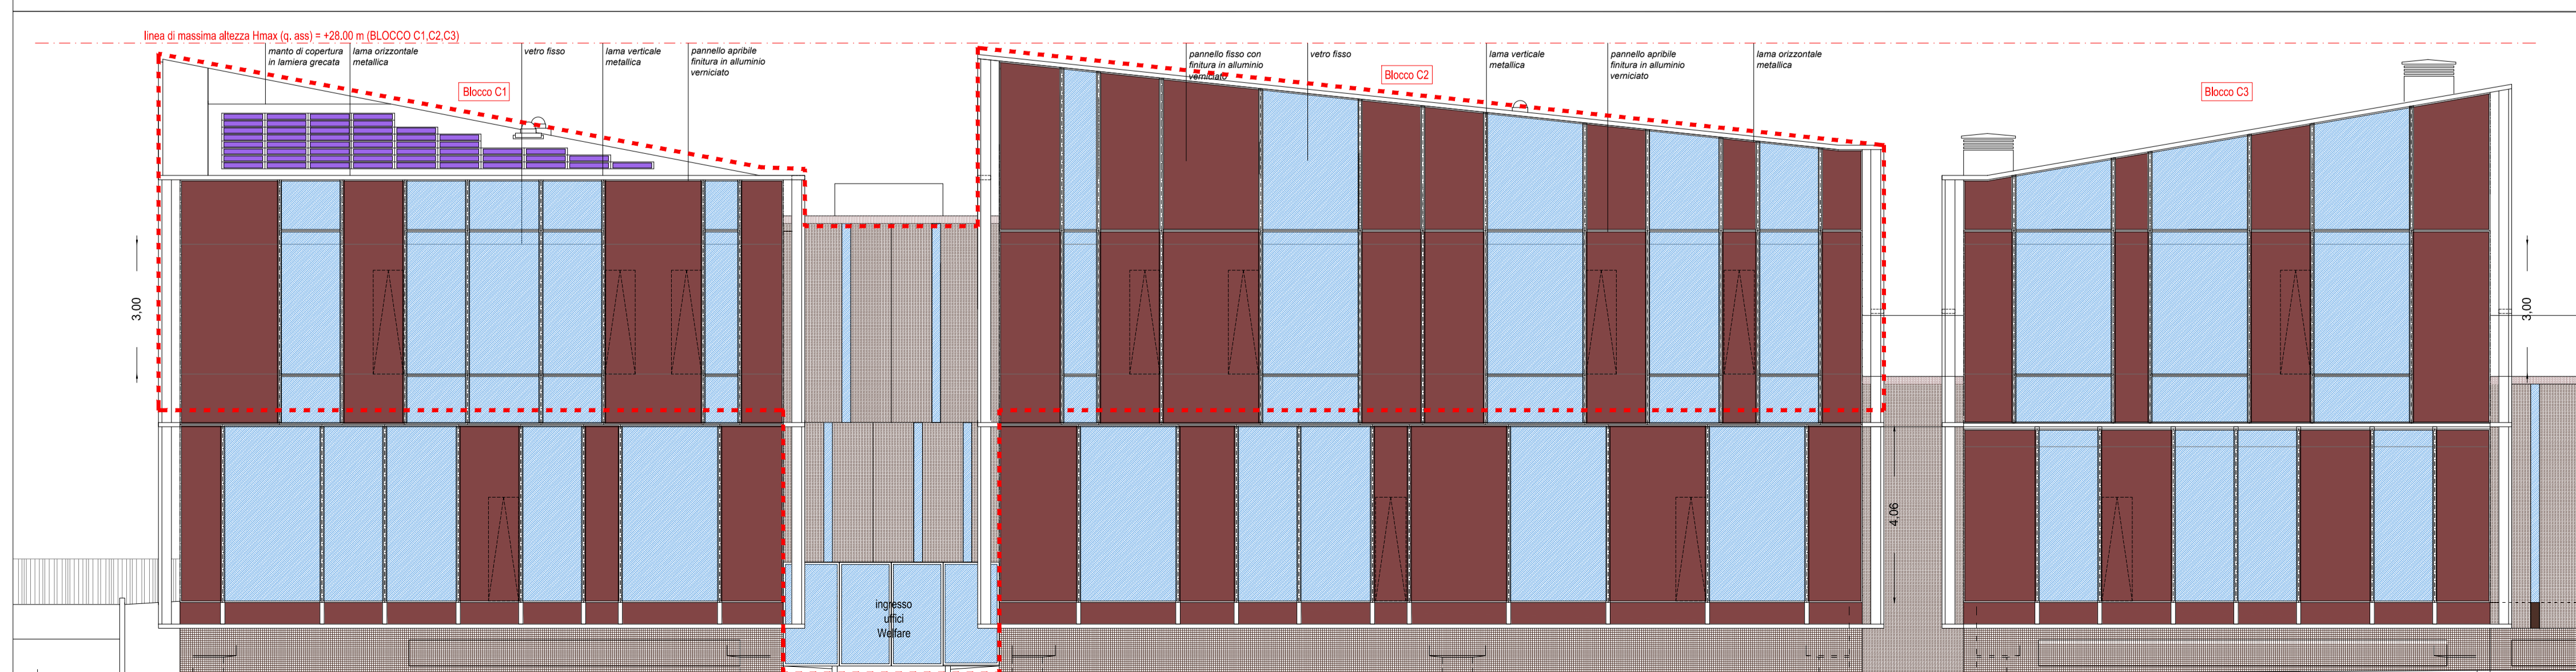 linea di massima altezza Hmax (q. ass) = +28.00 m (BLOCCO C1,C2,C3)
manto di copertura
in lamiera grecata
lama orizzontale
metallica
vetro fisso
lama verticale
metallica
pannello apribile
finitura in alluminio
verniciato
pannello fisso con
finitura in alluminio
verniciato
vetro fisso
lama verticale
metallica
pannello apribile
finitura in alluminio
verniciato
lama orizzontale
metallica
Blocco C1
Blocco C2
Blocco C3
3,00
3,00
4,06
ingresso
uffici
Welfare